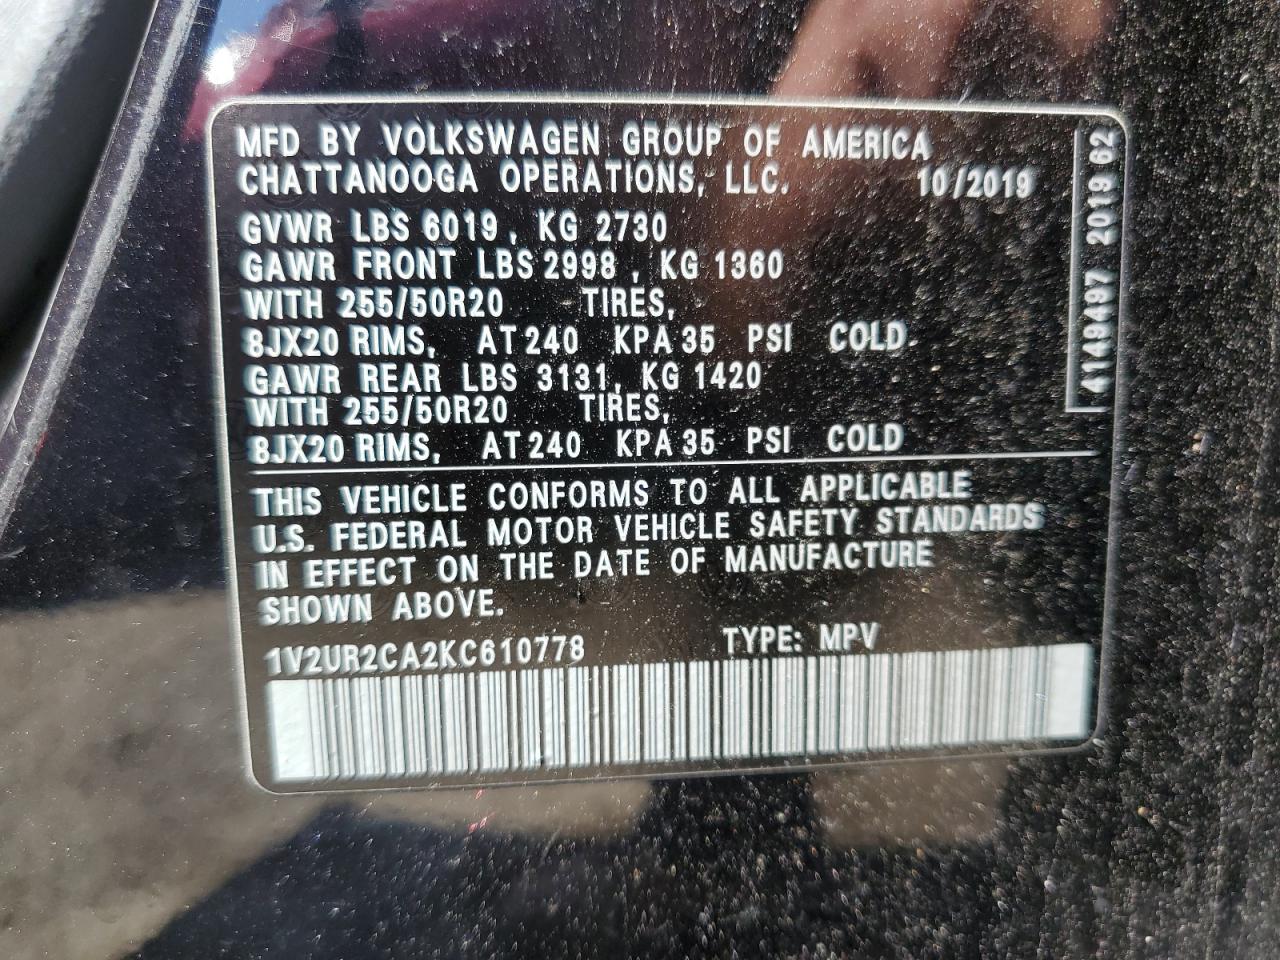 MFD BY VOLKSWAGEN GROUP OF AMERICA
CHATTANOOGA OPERATIONS, LLC. 10/2019
GVWR LBS 6019, KG 2730
GAWR FRONT LBS 2998, KG 1360
WITH 255/50R20 TIRES,
8JX20 RIMS, AT 240 KPA 35 PSI COLD.
GAWR REAR LBS 3131, KG 1420
WITH 255/50R20 TIRES,
8JX20 RIMS, AT 240 KPA 35 PSI COLD
THIS VEHICLE CONFORMS TO ALL APPLICABLE
U.S. FEDERAL MOTOR VEHICLE SAFETY STANDARDS
IN EFFECT ON THE DATE OF MANUFACTURE
SHOWN ABOVE.
1V2UR2CA2KC610778 TYPE: MPV
4149497 2019 62